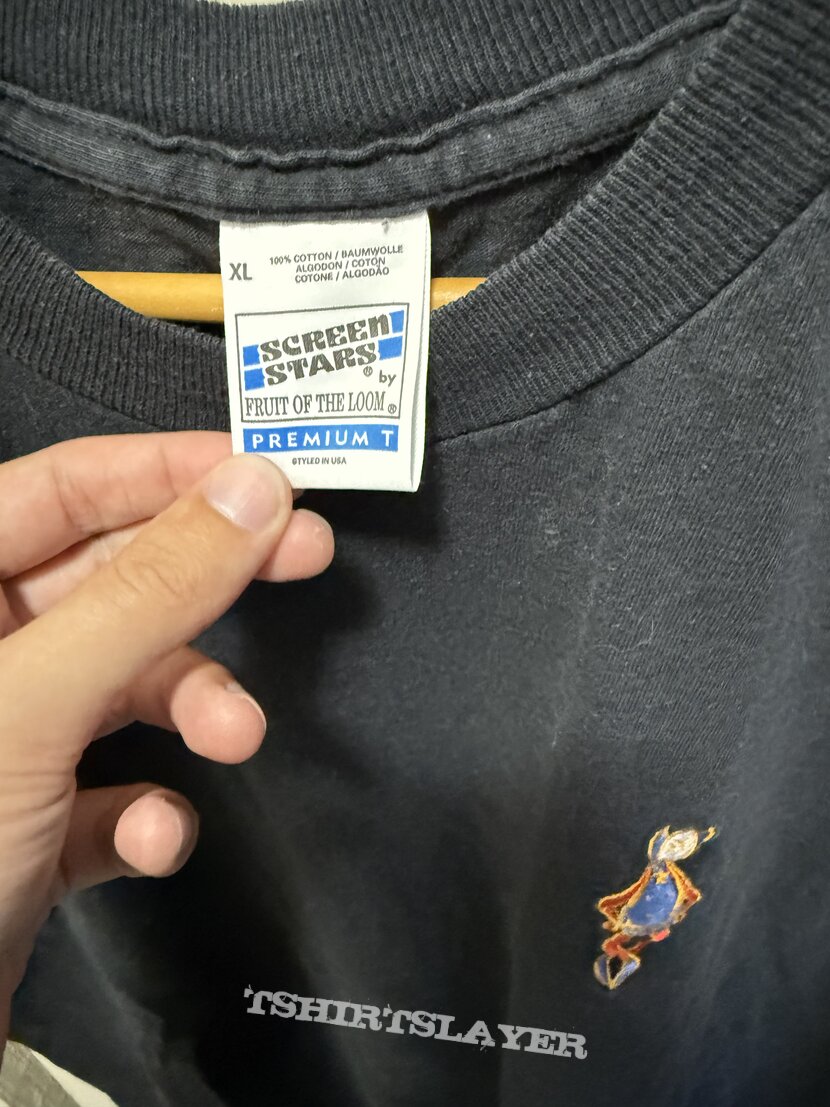 XL
100% COTTON / BAUMWOLLE
ALGODON / COTON
COTONE / ALGODÃO
SCREEN
STARS® by
FRUIT OF THE LOOM®
PREMIUM T
STYLED IN USA
TSHIRTSLAYER